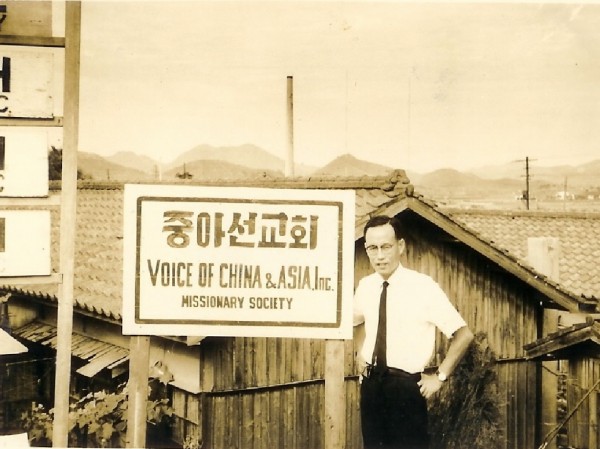 중아선교회
VOICE OF CHINA & ASIA, INC.
MISSIONARY SOCIETY